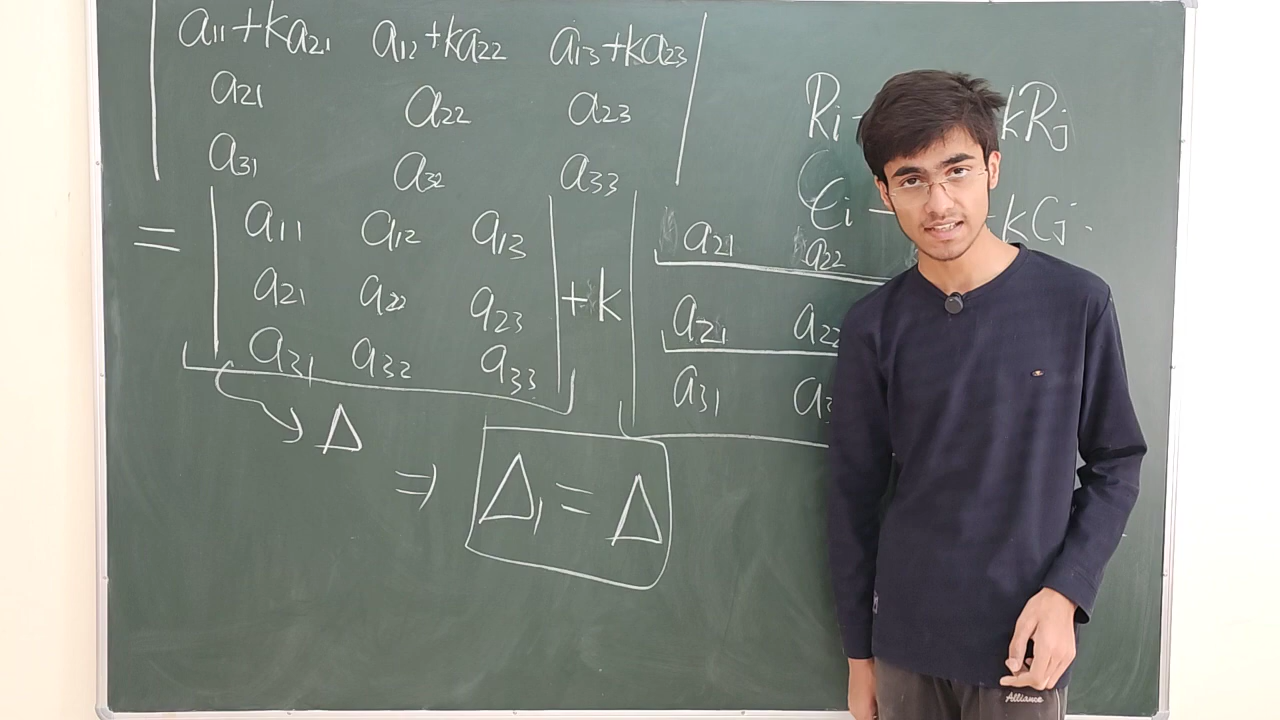 a₁₁+ka₂₁ a₁₂+ka₂₂ a₁₃+ka₂₃
a₂₁ a₂₂ a₂₃
a₃₁ a₃₂ a₃₃
= | a₁₁ a₁₂ a₁₃ | + k | a₂₁ a₂₂
a₂₁ a₂₂ a₂₃ a₂₁ a₂₂
a₃₁ a₃₂ a₃₃ a₃₁
→ Δ
⇒ Δ₁ = Δ
Rᵢ kRⱼ
Cᵢ kCⱼ.
Alliance